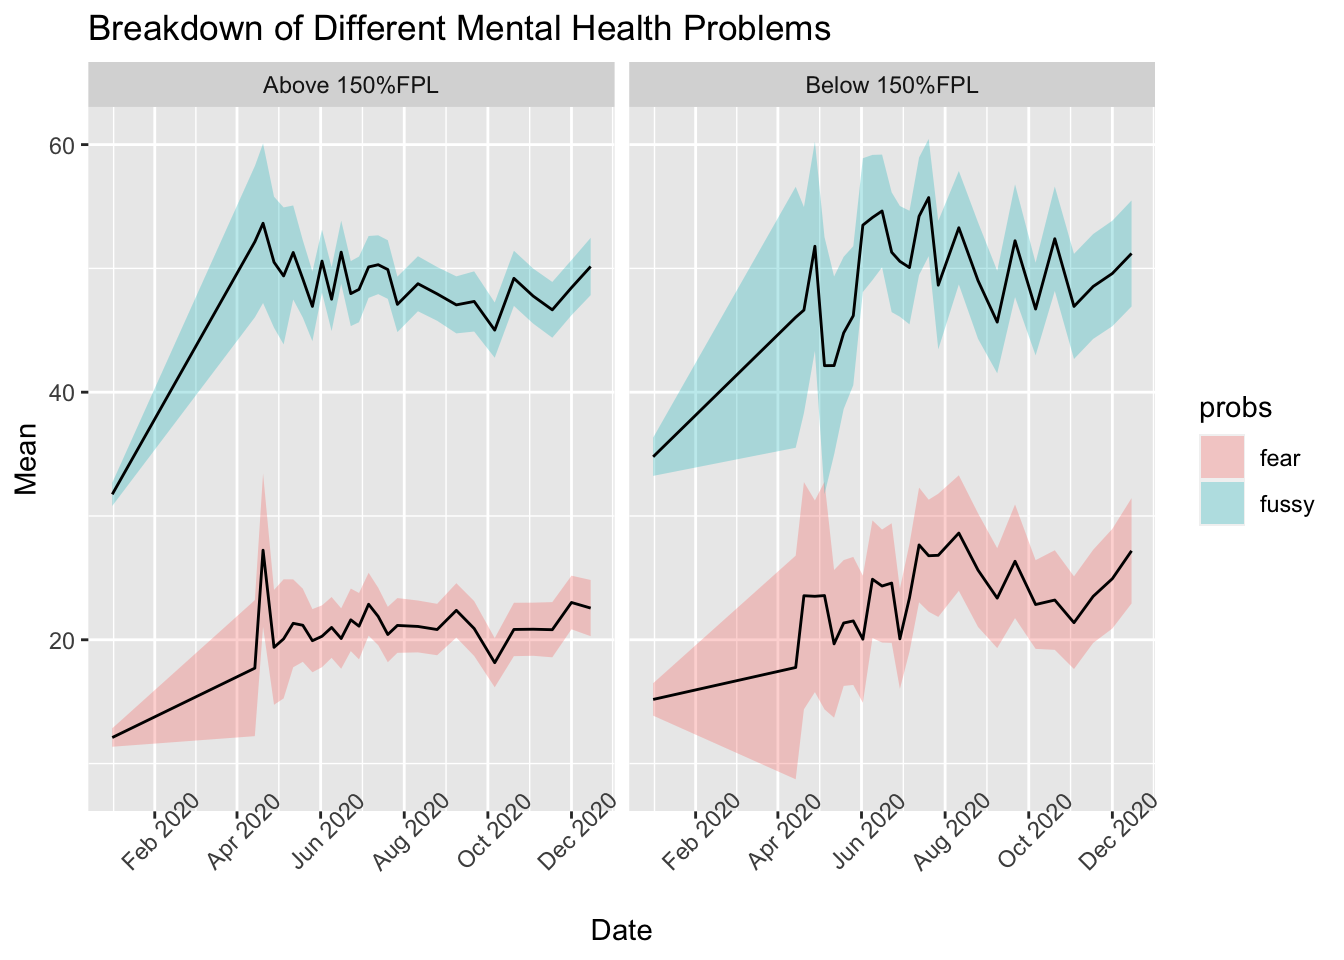 Breakdown of Different Mental Health Problems
Above 150%FPL
Below 150%FPL
60
40
20
Mean
Feb 2020
Apr 2020
Jun 2020
Aug 2020
Oct 2020
Dec 2020
Feb 2020
Apr 2020
Jun 2020
Aug 2020
Oct 2020
Dec 2020
Date
probs
fear
fussy